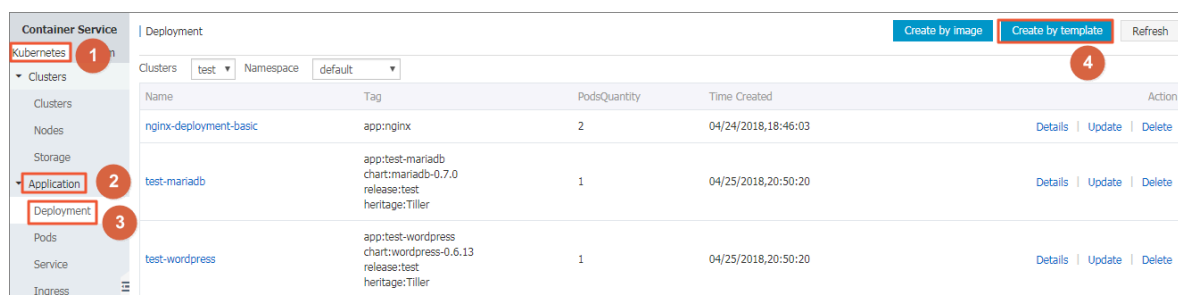 Container Service
Kubernetes
1
Clusters
Clusters
Nodes
Storage
Application
2
Deployment
3
Pods
Service
Ingress
Deployment
Create by image
Create by template
Refresh
4
Clusters test Namespace default
Name Tag PodsQuantity Time Created Action
nginx-deployment-basic app:nginx 2 04/24/2018,18:46:03 Details | Update | Delete
test-mariadb
app:test-mariadb
chart:mariadb-0.7.0
release:test
heritage:Tiller
1 04/25/2018,20:50:20 Details | Update | Delete
test-wordpress
app:test-wordpress
chart:wordpress-0.6.13
release:test
heritage:Tiller
1 04/25/2018,20:50:20 Details | Update | Delete